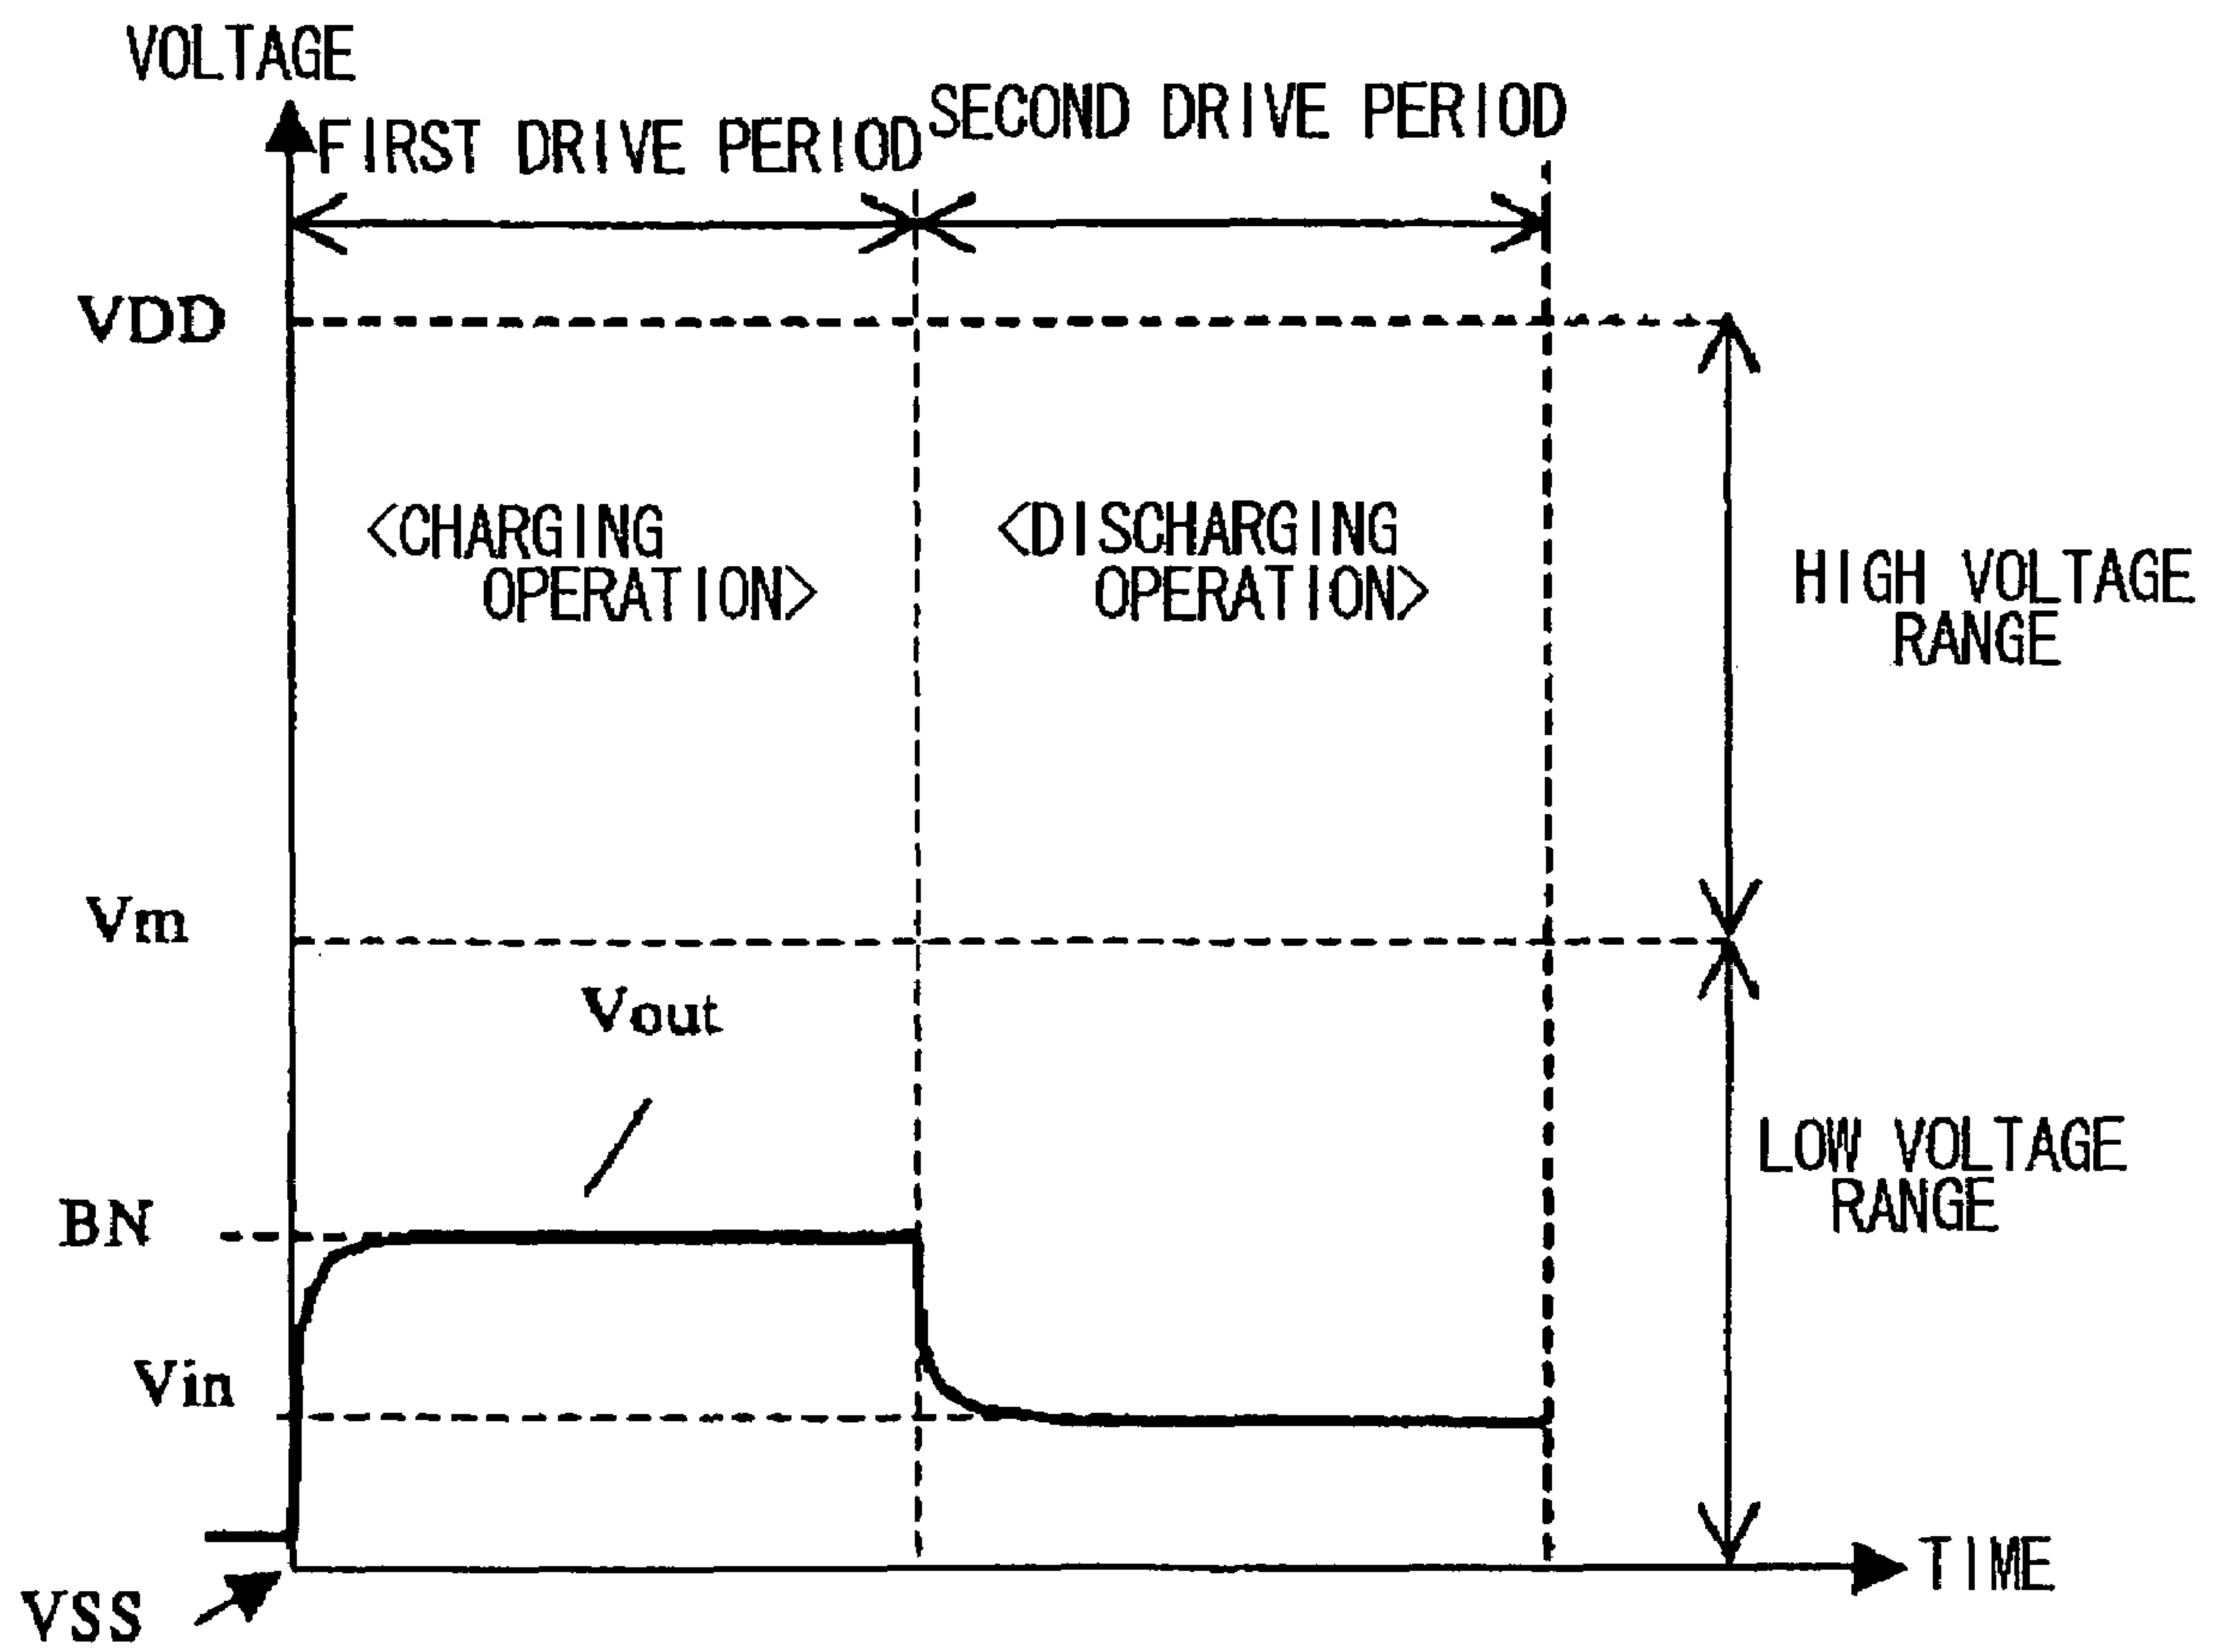 VOLTAGE
FIRST DRIVE PERIOD
SECOND DRIVE PERIOD
VDD
<CHARGING
OPERATION>
<DISCHARGING
OPERATION>
HIGH VOLTAGE
RANGE
Vm
Vout
LOW VOLTAGE
RANGE
BN
Vin
VSS
TIME